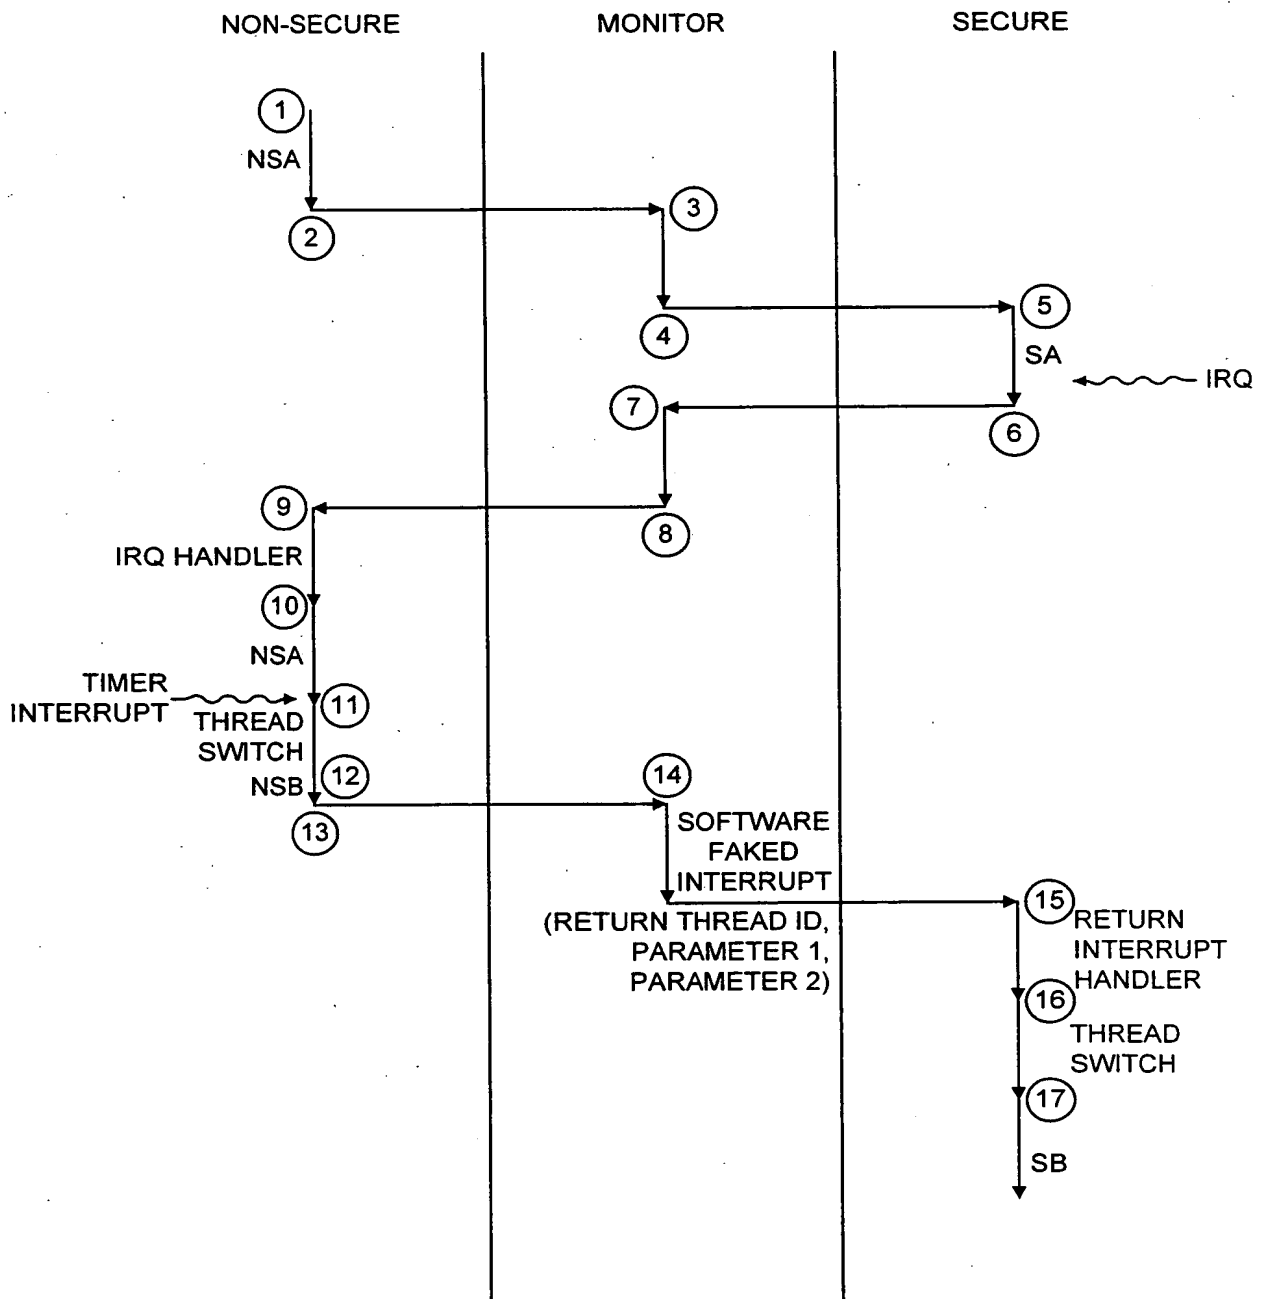 NON-SECURE MONITOR SECURE
1
NSA
2
3
4
5
SA
IRQ
6
7
8
9
IRQ HANDLER
10
NSA
TIMER
INTERRUPT
11
THREAD
SWITCH
NSB
12
13
14
SOFTWARE
FAKED
INTERRUPT
(RETURN THREAD ID,
PARAMETER 1,
PARAMETER 2)
15
RETURN
INTERRUPT
HANDLER
16
THREAD
SWITCH
17
SB